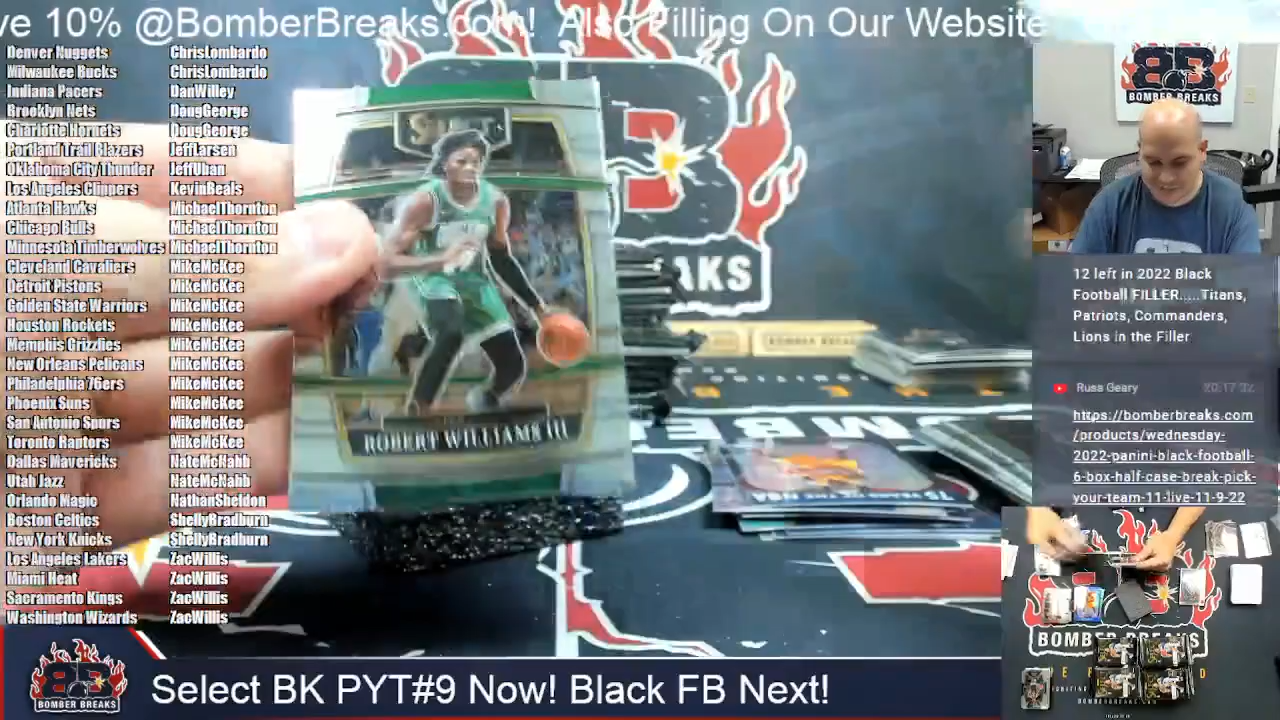 ve 10% @BomberBreaks.com!  Also Filling On Our Website
Denver Nuggets ChrisLombardo
Milwaukee Bucks ChrisLombardo
Indiana Pacers DanWilley
Brooklyn Nets DougGeorge
Charlotte Hornets DougGeorge
Portland Trail Blazers JeffLarsen
Oklahoma City Thunder JeffUban
Los Angeles Clippers KevinBeals
Atlanta Hawks MichaelThornton
Chicago Bulls MichaelThornton
Minnesota Timberwolves MichaelThornton
Cleveland Cavaliers MikeMcKee
Detroit Pistons MikeMcKee
Golden State Warriors MikeMcKee
Houston Rockets MikeMcKee
Memphis Grizzlies MikeMcKee
New Orleans Pelicans MikeMcKee
Philadelphia 76ers MikeMcKee
Phoenix Suns MikeMcKee
San Antonio Spurs MikeMcKee
Toronto Raptors MikeMcKee
Dallas Mavericks NateMcNabb
Utah Jazz NateMcNabb
Orlando Magic NathanSheldon
Boston Celtics ShellyBradburn
New York Knicks ShellyBradburn
Los Angeles Lakers ZacWillis
Miami Heat ZacWillis
Sacramento Kings ZacWillis
Washington Wizards ZacWillis
ROBERT WILLIAMS III
B
EAKS
BOMBER BREAKS
12 left in 2022 Black
Football FILLER.....Titans,
Patriots, Commanders,
Lions in the Filler
Russ Geary 20:17:32
https://bomberbreaks.com
/products/wednesday-
2022-panini-black-football-
6-box-half-case-break-pick-
your-team-11-live-11-9-22
BOMBER BREAKS
BOMBER BREAKS
Select BK PYT#9 Now! Black FB Next!